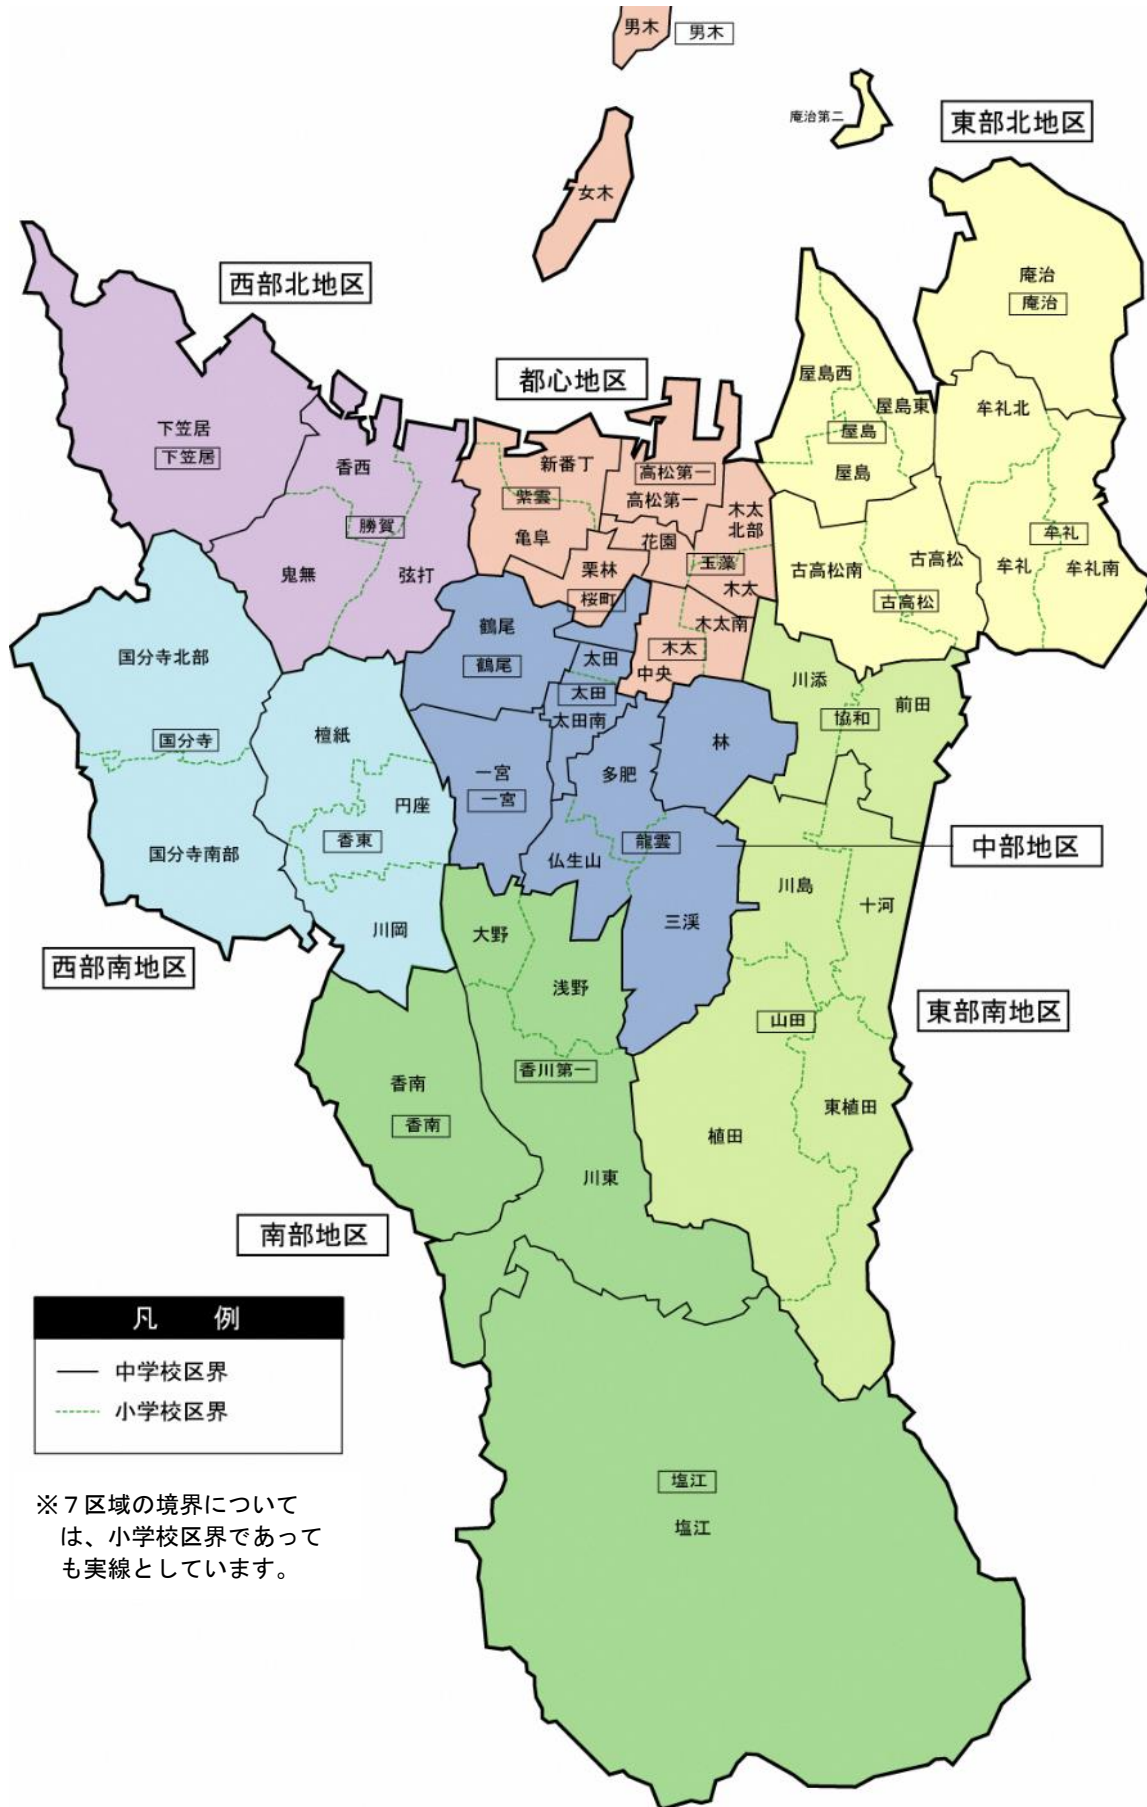 男木
男木
庵治第二
東部北地区
女木
西部北地区
庵治
庵治
都心地区
屋島西
屋島東
牟礼北
下笠居
下笠居
屋島
香西
新番丁
高松第一
屋島
紫雲
高松第一
木太
北部
勝賀
牟礼
亀阜
花園
古高松
玉藻
鬼無
弦打
栗林
古高松南
牟礼
牟礼南
木太
桜町
古高松
鶴尾
木太南
国分寺北部
鶴尾
太田
木太
中央
川添
太田
前田
国分寺
檀紙
太田南
林
協和
一宮
多肥
一宮
円座
香東
龍雲
中部地区
国分寺南部
仏生山
川島
十河
川岡
大野
三渓
西部南地区
浅野
山田
東部南地区
香川第一
香南
香南
東植田
植田
川東
南部地区
凡 例
中学校区界
小学校区界
塩江
塩江
※7区域の境界について
は、小学校区界であって
も実線としています。